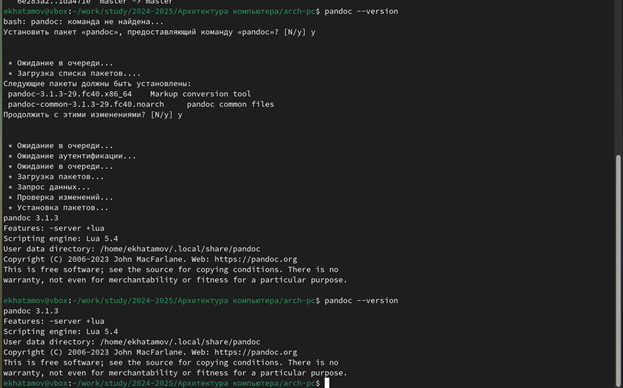 6e283a2..1da471e  master -> master
ekhatamov@vbox:~/work/study/2024-2025/Архитектура компьютера/arch-pc$ pandoc --version
bash: pandoc: команда не найдена...
Установить пакет «pandoc», предоставляющий команду «pandoc»? [N/y] y
* Ожидание в очереди...
* Загрузка списка пакетов....
Следующие пакеты должны быть установлены:
pandoc-3.1.3-29.fc40.x86_64    Markup conversion tool
pandoc-common-3.1.3-29.fc40.noarch    pandoc common files
Продолжить с этими изменениями? [N/y] y
* Ожидание в очереди...
* Ожидание аутентификации...
* Ожидание в очереди...
* Загрузка пакетов...
* Запрос данных...
* Проверка изменений...
* Установка пакетов...
pandoc 3.1.3
Features: -server +lua
Scripting engine: Lua 5.4
User data directory: /home/ekhatamov/.local/share/pandoc
Copyright (C) 2006-2023 John MacFarlane. Web: https://pandoc.org
This is free software; see the source for copying conditions. There is no
warranty, not even for merchantability or fitness for a particular purpose.
ekhatamov@vbox:~/work/study/2024-2025/Архитектура компьютера/arch-pc$ pandoc --version
pandoc 3.1.3
Features: -server +lua
Scripting engine: Lua 5.4
User data directory: /home/ekhatamov/.local/share/pandoc
Copyright (C) 2006-2023 John MacFarlane. Web: https://pandoc.org
This is free software; see the source for copying conditions. There is no
warranty, not even for merchantability or fitness for a particular purpose.
ekhatamov@vbox:~/work/study/2024-2025/Архитектура компьютера/arch-pc$